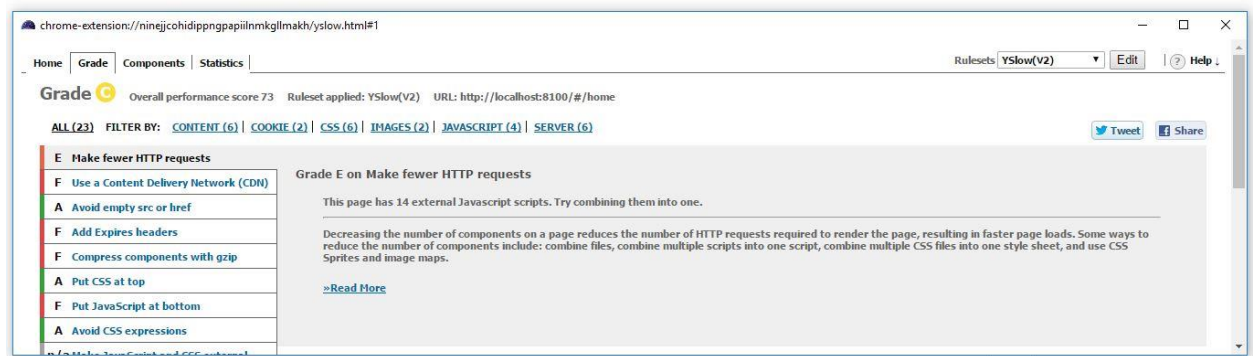 chrome-extension://ninejjcohidippngpapiilnmkgllmakh/yslow.html#1
Home Grade Components Statistics Rulesets YSlow(V2) Edit ? Help ↓
Grade C Overall performance score 73 Ruleset applied: YSlow(V2) URL: http://localhost:8100/#/home
ALL (23) FILTER BY: CONTENT (6) | COOKIE (2) | CSS (6) | IMAGES (2) | JAVASCRIPT (4) | SERVER (6)
Tweet Share
E Make fewer HTTP requests
F Use a Content Delivery Network (CDN)
A Avoid empty src or href
F Add Expires headers
F Compress components with gzip
A Put CSS at top
F Put JavaScript at bottom
A Avoid CSS expressions
n/a Make JavaScript and CSS external
Grade E on Make fewer HTTP requests
This page has 14 external Javascript scripts. Try combining them into one.
Decreasing the number of components on a page reduces the number of HTTP requests required to render the page, resulting in faster page loads. Some ways to
reduce the number of components include: combine files, combine multiple scripts into one script, combine multiple CSS files into one style sheet, and use CSS
Sprites and image maps.
»Read More